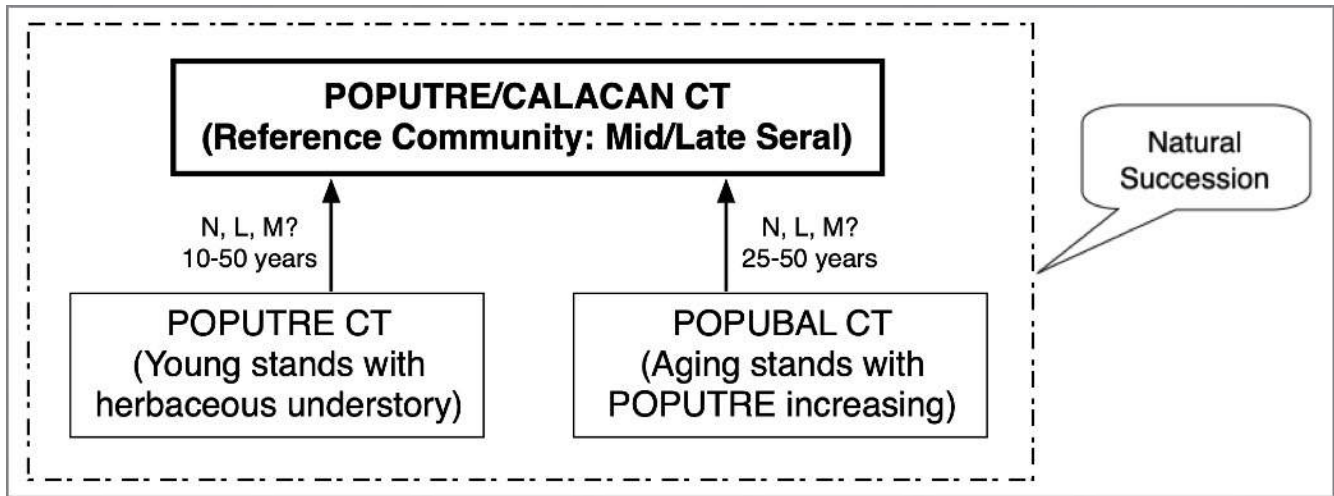 POPUTRE/CALACAN CT
(Reference Community: Mid/Late Seral)
Natural
Succession
N, L, M?
10-50 years
N, L, M?
25-50 years
POPUTRE CT
(Young stands with
herbaceous understory)
POPUBAL CT
(Aging stands with
POPUTRE increasing)